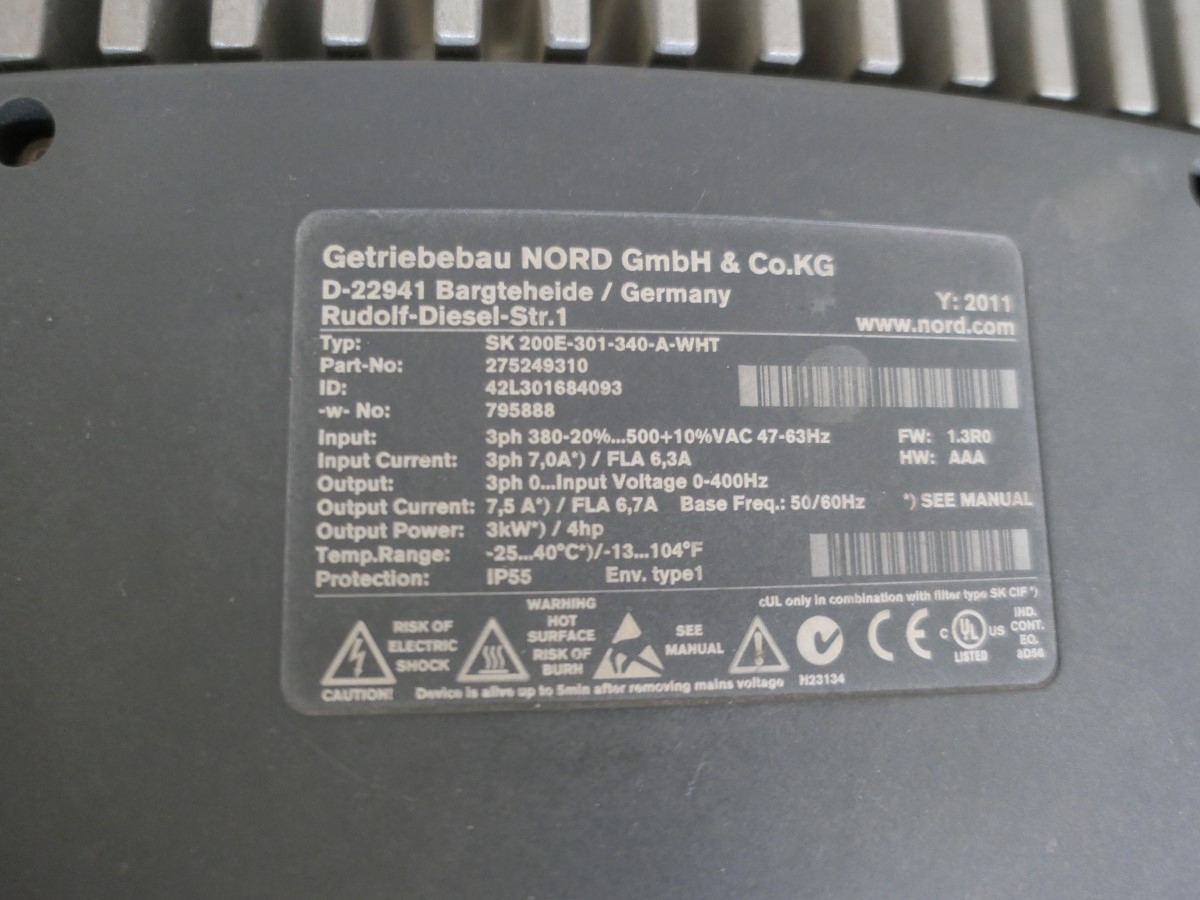 Getriebebau NORD GmbH & Co.KG
D-22941 Bargteheide / Germany
Y: 2011
Rudolf-Diesel-Str.1
www.nord.com
Typ: SK 200E-301-340-A-WHT
Part-No: 275249310
ID: 42L301684093
-w- No: 795888
Input: 3ph 380-20%...500+10%VAC 47-63Hz FW: 1.3R0
Input Current: 3ph 7,0A*) / FLA 6,3A HW: AAA
Output: 3ph 0...Input Voltage 0-400Hz
Output Current: 7,5 A*) / FLA 6,7A Base Freq.: 50/60Hz *) SEE MANUAL
Output Power: 3kW*) / 4hp
Temp.Range: -25...40°C*)/-13...104°F
Protection: IP55 Env. type1
cUL only in combination with filter type SK CIF *)
CAUTION!
RISK OF
ELECTRIC
SHOCK
WARNING
HOT
SURFACE
RISK OF
BURN
SEE
MANUAL
N23134
CE
C UL US
LISTED
IND.
CONT.
EQ.
3D56
Device is alive up to 5min after removing mains voltage